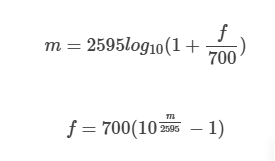 m = 2595log₁₀(1 + f/700)
f = 700(10^(m/2595) − 1)